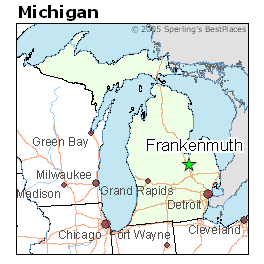 Michigan
© 2005 Sperling's BestPlaces
Green Bay
Frankenmuth
Milwaukee
Madison
Grand Rapids
Detroit
Chicago
Fort Wayne
Cleveland